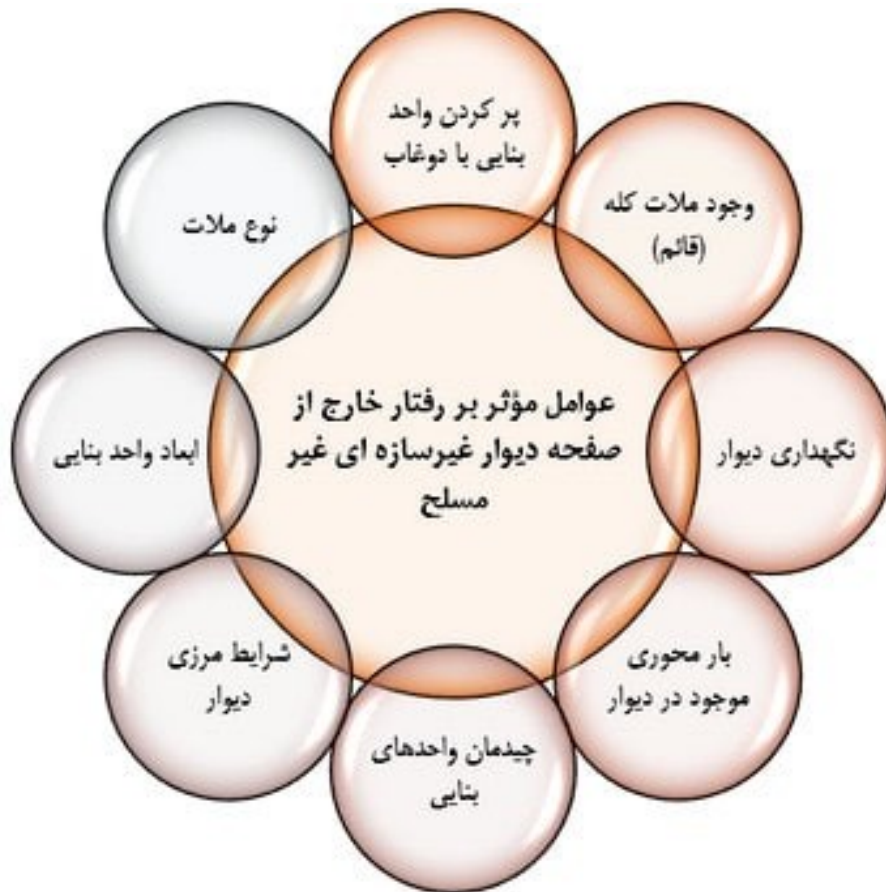 عوامل مؤثر بر رفتار خارج از
صفحه دیوار غیرسازه ای غیر
مسلح
پر کردن واحد
بنایی با دوغاب
وجود ملات کله
(قائم)
نگهداری دیوار
بار محوری
موجود در دیوار
چیدمان واحدهای
بنایی
شرایط مرزی
دیوار
ابعاد واحد بنایی
نوع ملات